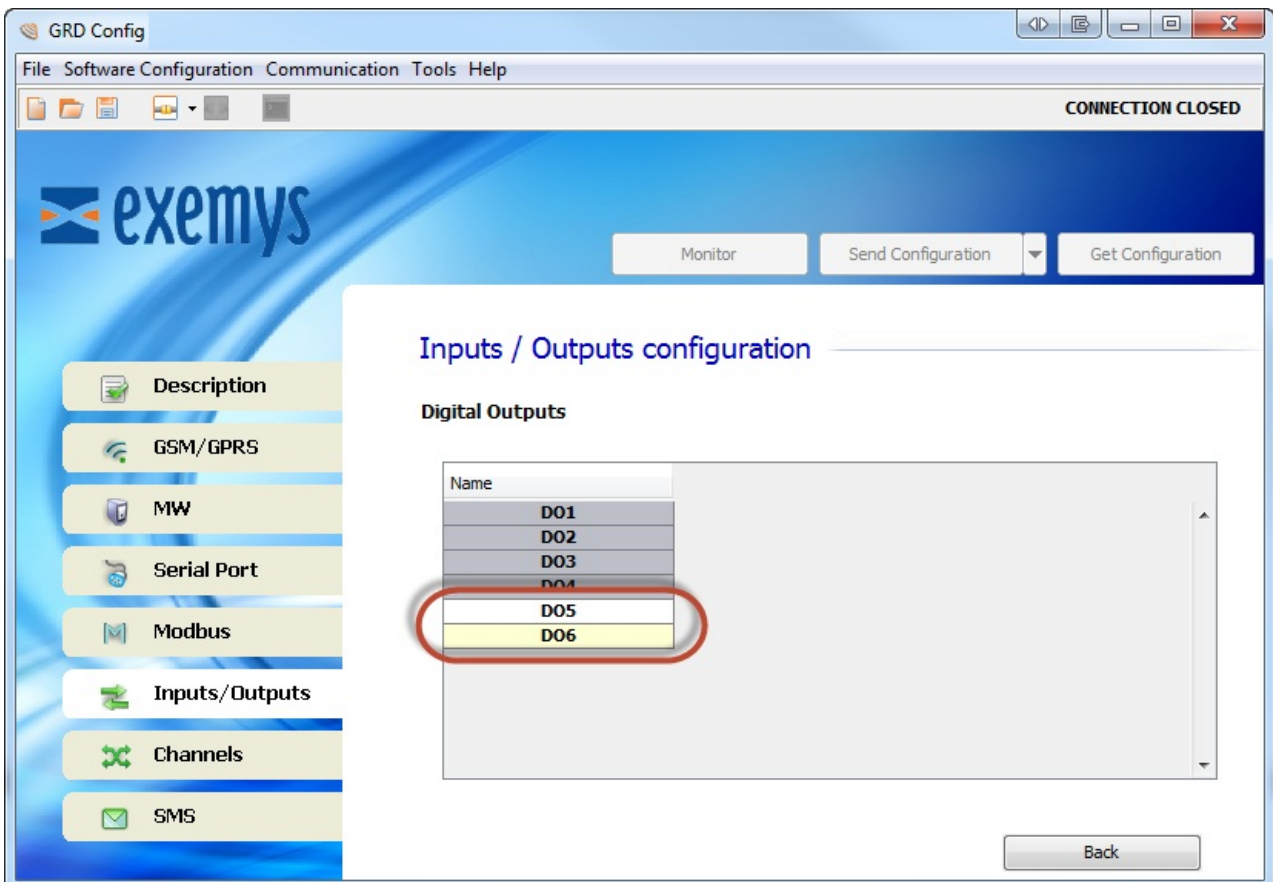 GRD Config
File Software Configuration Communication Tools Help
CONNECTION CLOSED
exemys
Monitor
Send Configuration
Get Configuration
Inputs / Outputs configuration
Description
Digital Outputs
GSM/GPRS
Name
MW
DO1
DO2
DO3
Serial Port
DO4
DO5
Modbus
DO6
Inputs/Outputs
Channels
SMS
Back